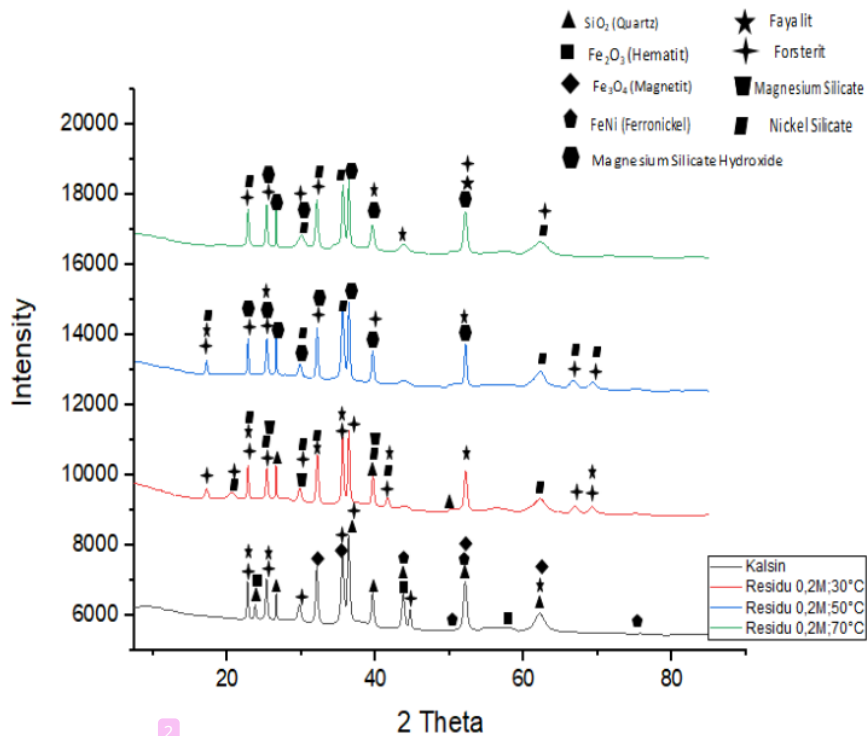 SiO₂ (Quartz)
Fe₂O₃ (Hematit)
Fe₃O₄ (Magnetit)
FeNi (Ferronickel)
Magnesium Silicate Hydroxide
Fayalit
Forsterit
Magnesium Silicate
Nickel Silicate
Intensity
20000
18000
16000
14000
12000
10000
8000
6000
20
40
60
80
2 Theta
Kalsin
Residu 0,2M;30°C
Residu 0,2M;50°C
Residu 0,2M;70°C
2